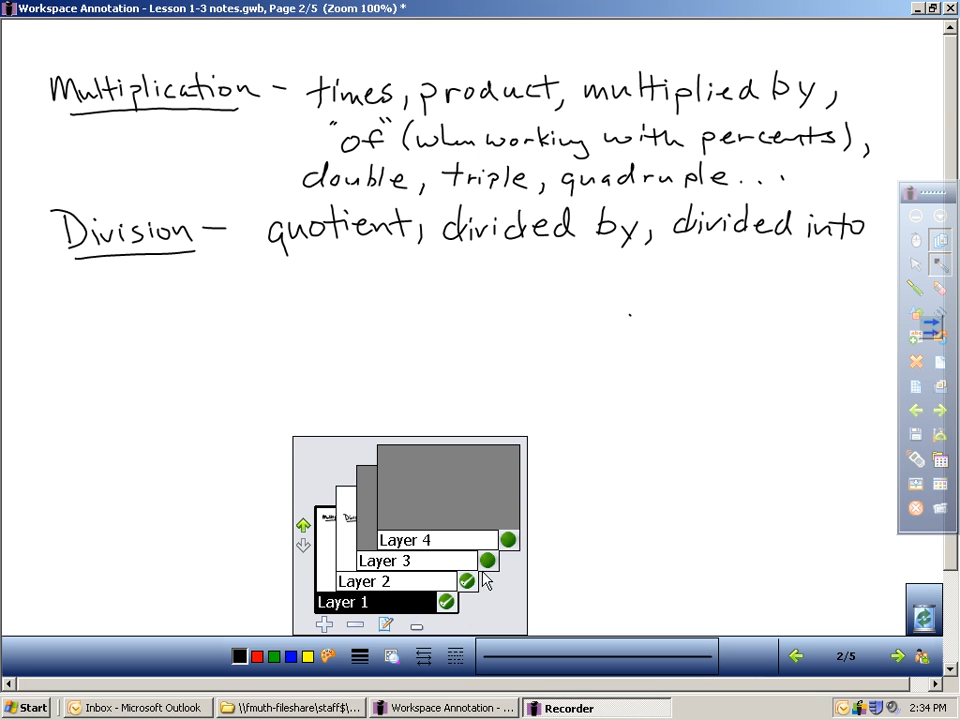 Workspace Annotation - Lesson 1-3 notes.gwb, Page 2/5 (Zoom 100%) *
Multiplication - times, product, multiplied by,
"of" (when working with percents),
double, triple, quadruple...
Division - quotient, divided by, divided into
Layer 4
Layer 3
Layer 2
Layer 1
2/5
Start
Inbox - Microsoft Outlook
\\fmuth-fileshare\staff$\...
Workspace Annotation - ...
Recorder
2:34 PM